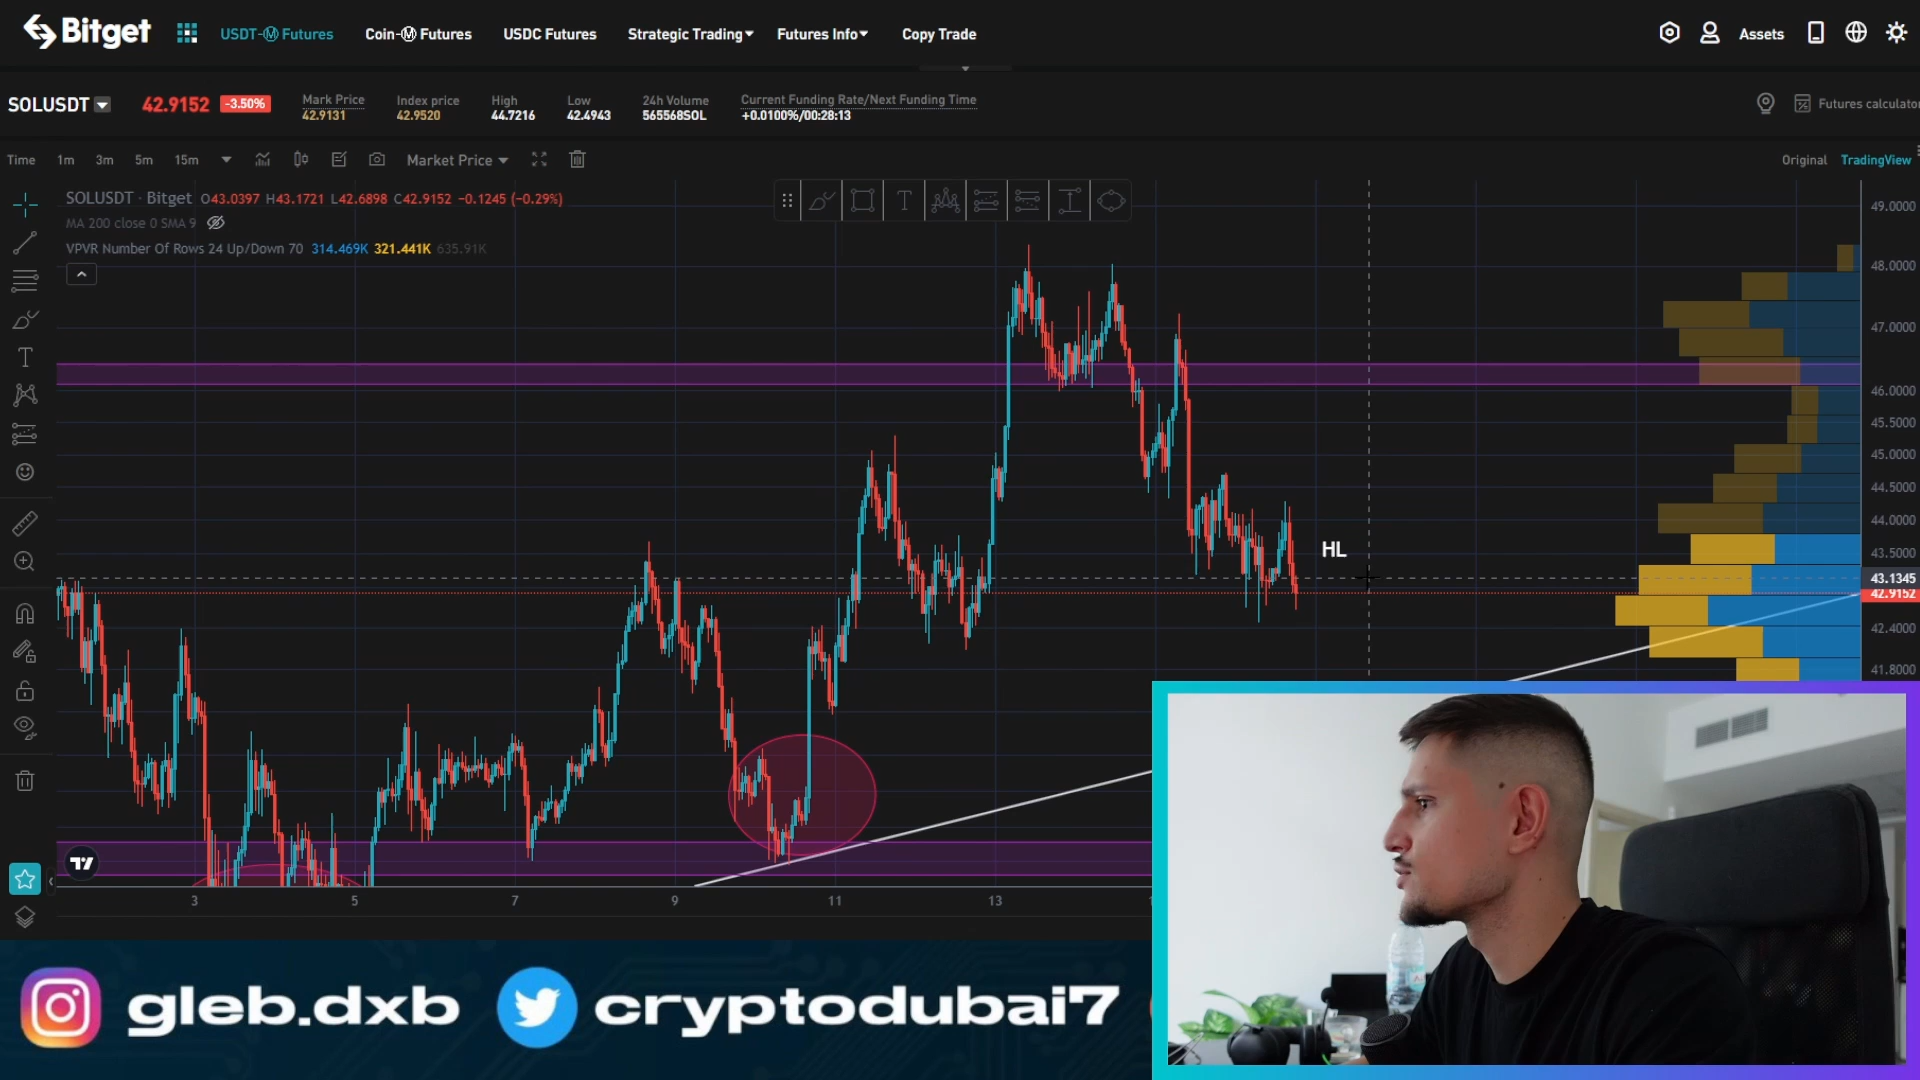 Bitget
USDT-Ⓜ Futures
Coin-Ⓜ Futures
USDC Futures
Strategic Trading
Futures Info
Copy Trade
Assets
SOLUSDT
42.9152
-3.50%
Mark Price
42.9131
Index price
42.9520
High
44.7216
Low
42.4943
24h Volume
565568SOL
Current Funding Rate/Next Funding Time
+0.0100%/00:28:13
Futures calculator
Time
1m
3m
5m
15m
Market Price
Original
TradingView
SOLUSDT · Bitget O43.0397 H43.1721 L42.6898 C42.9152 −0.1245 (−0.29%)
MA 200 close 0 SMA 9
VPVR Number Of Rows 24 Up/Down 70 314.469K 321.441K 635.91K
HL
49.0000
48.0000
47.0000
46.0000
45.5000
45.0000
44.5000
44.0000
43.5000
43.1345
42.9152
42.4000
41.8000
3
5
7
9
11
13
gleb.dxb
cryptodubai7